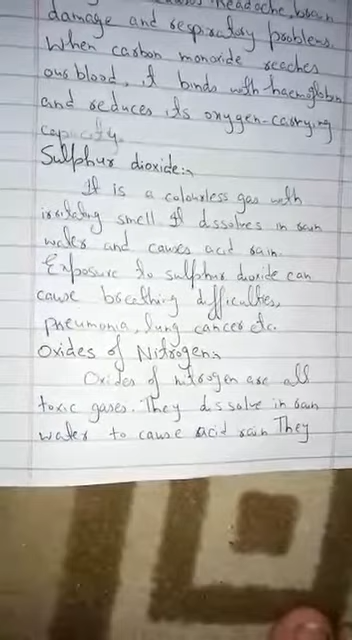 Headache, brain
damage and respiratory problems.
When carbon monoxide reaches
our blood, it binds with haemoglobin
and reduces its oxygen-carrying
capacity.
Sulphur dioxide:-
It is a colourless gas with
irritating smell It dssolves in rain
water and causes acid rain.
Exposure to sulphur dioxide can
cause breathing difficulties,
pneumonia, lung cancer etc.
Oxides of Nitrogen:-
Oxides of nitrogen are all
toxic gases. They dissolve in rain
water to cause acid rain They